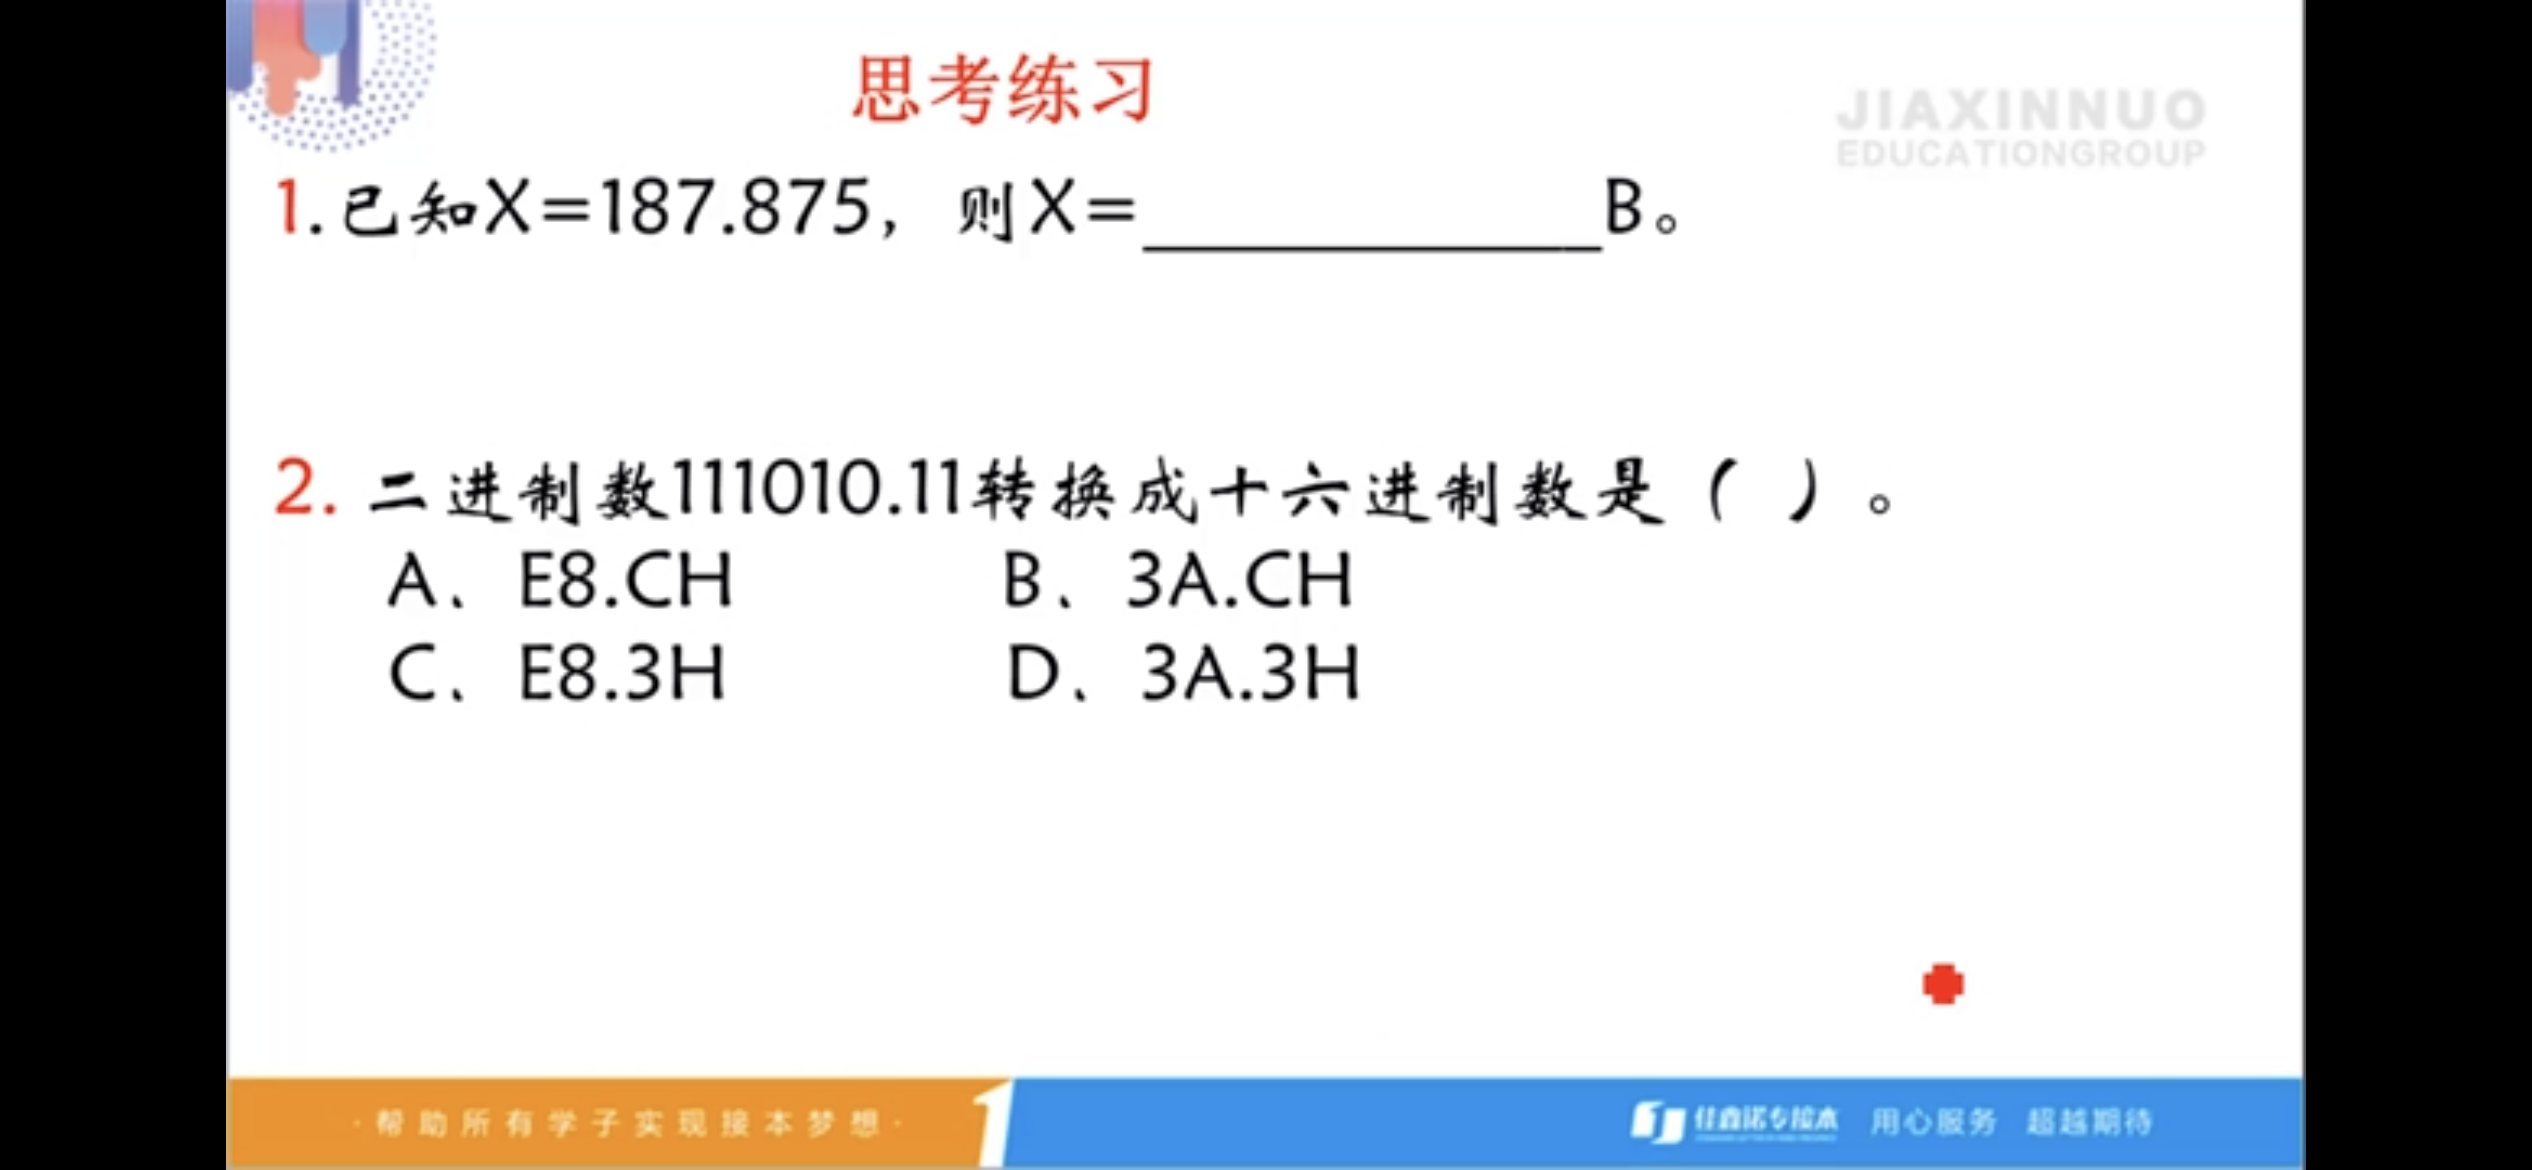 思考练习
JIAXINNUO
EDUCATIONGROUP
1.已知X=187.875，则X=____________B。
2. 二进制数111010.11转换成十六进制数是（ ）。
A、E8.CH B、3A.CH
C、E8.3H D、3A.3H
·帮助所有学子实现接本梦想·
1
佳鑫诺专接本 用心服务 超越期待